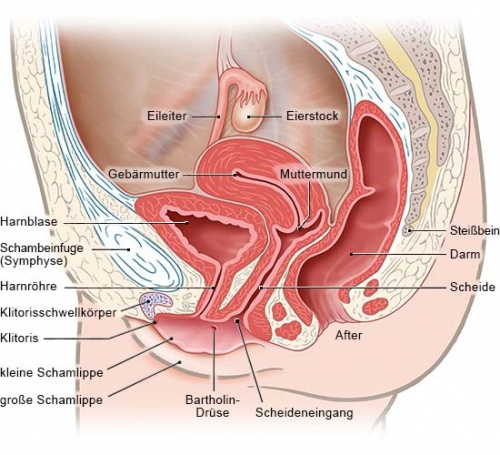 Eileiter
Eierstock
Gebärmutter
Muttermund
Harnblase
Steißbein
Schambeinfuge
(Symphyse)
Darm
Harnröhre
Scheide
Klitorisschwellkörper
After
Klitoris
kleine Schamlippe
große Schamlippe
Bartholin-
Drüse
Scheideneingang